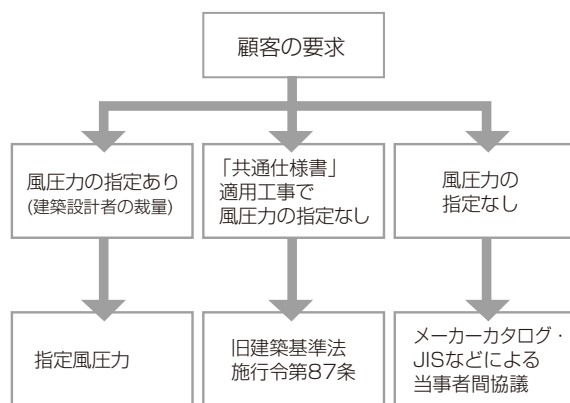 顧客の要求
風圧力の指定あり
(建築設計者の裁量)
「共通仕様書」
適用工事で
風圧力の指定なし
風圧力の
指定なし
指定風圧力
旧建築基準法
施行令第87条
メーカーカタログ・
JISなどによる
当事者間協議